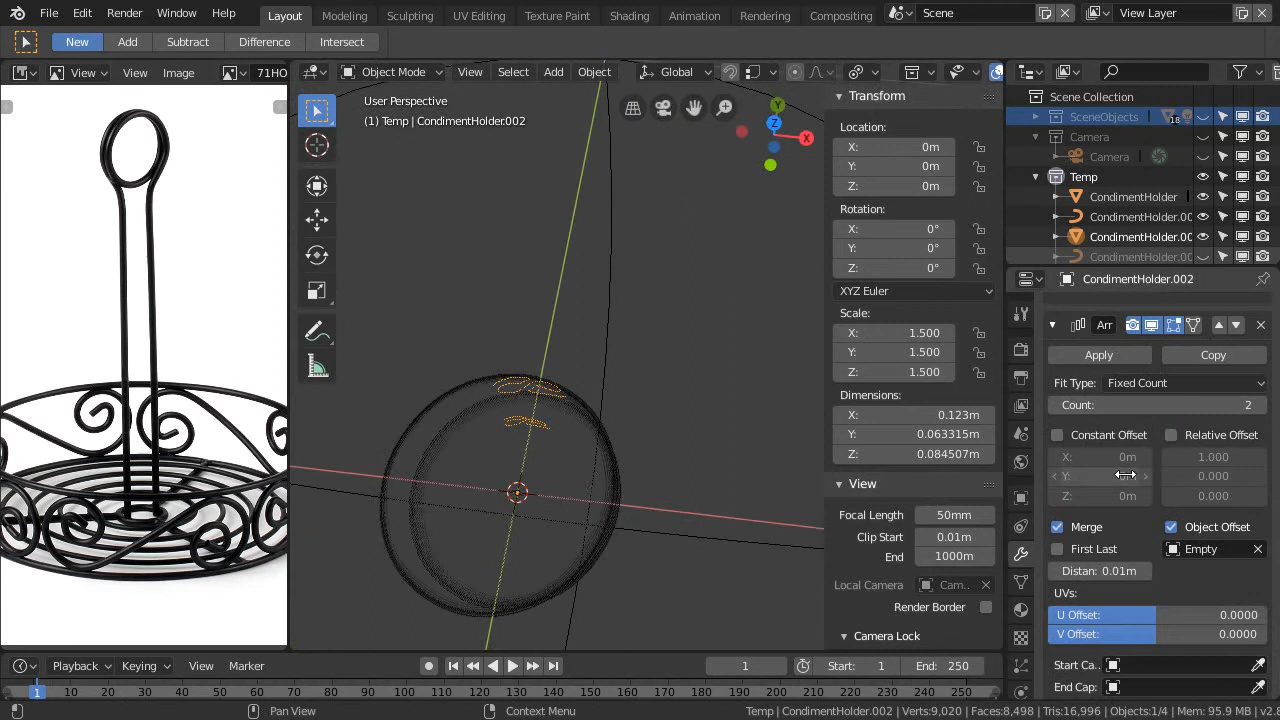 File Edit Render Window Help Layout Modeling Sculpting UV Editing Texture Paint Shading Animation Rendering Compositing Scene View Layer
New Add Subtract Difference Intersect
View View Image 71HO Object Mode View Select Add Object Global
User Perspective
(1) Temp | CondimentHolder.002
Y
Z
X
Transform
Location:
X: 0m
Y: 0m
Z: 0m
Rotation:
X: 0°
Y: 0°
Z: 0°
XYZ Euler
Scale:
X: 1.500
Y: 1.500
Z: 1.500
Dimensions:
X: 0.123m
Y: 0.063315m
Z: 0.084507m
View
Focal Length 50mm
Clip Start 0.01m
End 1000m
Local Camera Cam..
Render Border
Camera Lock
Scene Collection
SceneObjects 18
Camera
Camera
Temp
CondimentHolder
CondimentHolder.00
CondimentHolder.00
CondimentHolder.00
CondimentHolder.002
Arr
Apply Copy
Fit Type: Fixed Count
Count: 2
Constant Offset Relative Offset
X: 0m 1.000
Y: 0.000
Z: 0m 0.000
Merge Object Offset
First Last Empty
Distan: 0.01m
UVs:
U Offset: 0.0000
V Offset: 0.0000
Start Ca..
End Cap:
Playback Keying View Marker 1 Start: 1 End: 250
1 10 20 30 40 50 60 70 80 90 100 110 120 130 140 150 160 170 180 190 200 210 220 230 240 250
Pan View Context Menu Temp | CondimentHolder.002 | Verts:9,020 | Faces:8,498 | Tris:16,996 | Objects:1/4 | Mem: 95.9 MB | v2.8